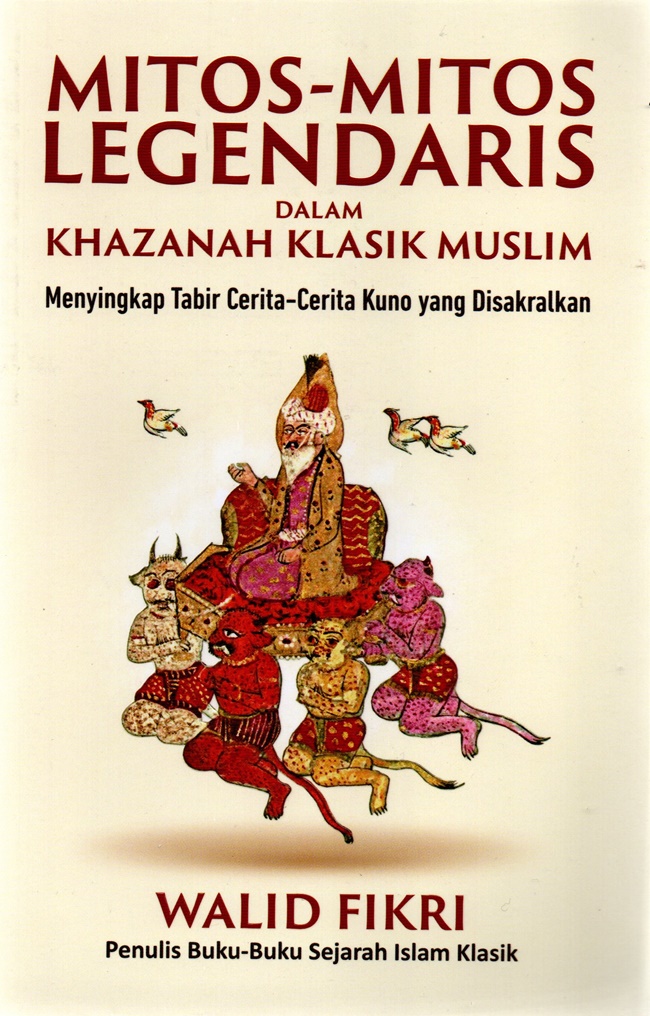 MITOS-MITOS
LEGENDARIS
DALAM
KHAZANAH KLASIK MUSLIM
Menyingkap Tabir Cerita-Cerita Kuno yang Disakralkan
WALID FIKRI
Penulis Buku-Buku Sejarah Islam Klasik